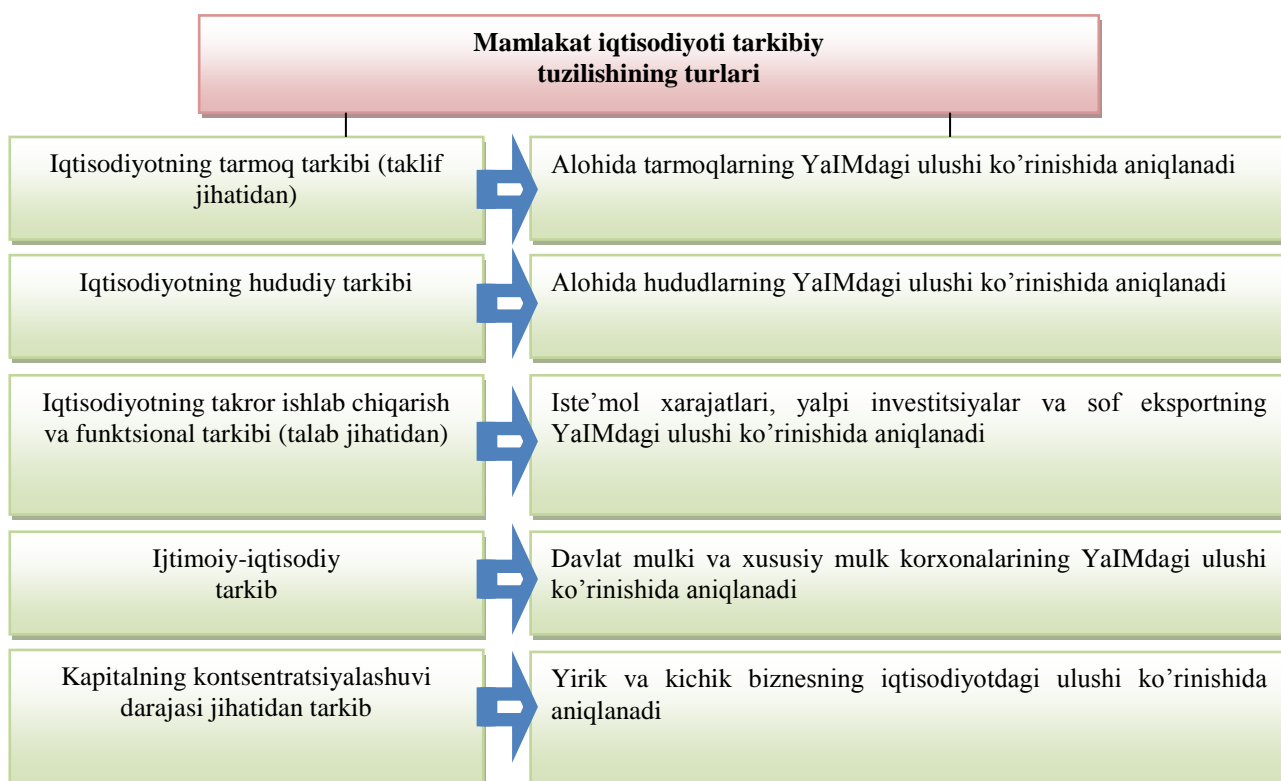 Mamlakat iqtisodiyoti tarkibiy
tuzilishining turlari
Iqtisodiyotning tarmoq tarkibi (taklif
jihatidan)
Alohida tarmoqlarning YaIMdagi ulushi ko’rinishida aniqlanadi
Iqtisodiyotning hududiy tarkibi
Alohida hududlarning YaIMdagi ulushi ko’rinishida aniqlanadi
Iqtisodiyotning takror ishlab chiqarish
va funktsional tarkibi (talab jihatidan)
Iste’mol xarajatlari, yalpi investitsiyalar va sof eksportning
YaIMdagi ulushi ko’rinishida aniqlanadi
Ijtimoiy-iqtisodiy
tarkib
Davlat mulki va xususiy mulk korxonalarining YaIMdagi ulushi
ko’rinishida aniqlanadi
Kapitalning kontsentratsiyalashuvi
darajasi jihatidan tarkib
Yirik va kichik biznesning iqtisodiyotdagi ulushi ko’rinishida
aniqlanadi